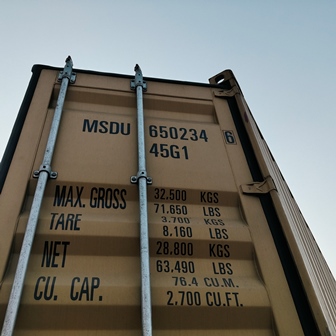 MSDU 650234 6
45G1
MAX. GROSS 32.500 KGS
71.650 LBS
TARE 3.700 KGS
8.160 LBS
NET 28.800 KGS
63.490 LBS
CU. CAP. 76.4 CU.M.
2.700 CU.FT.